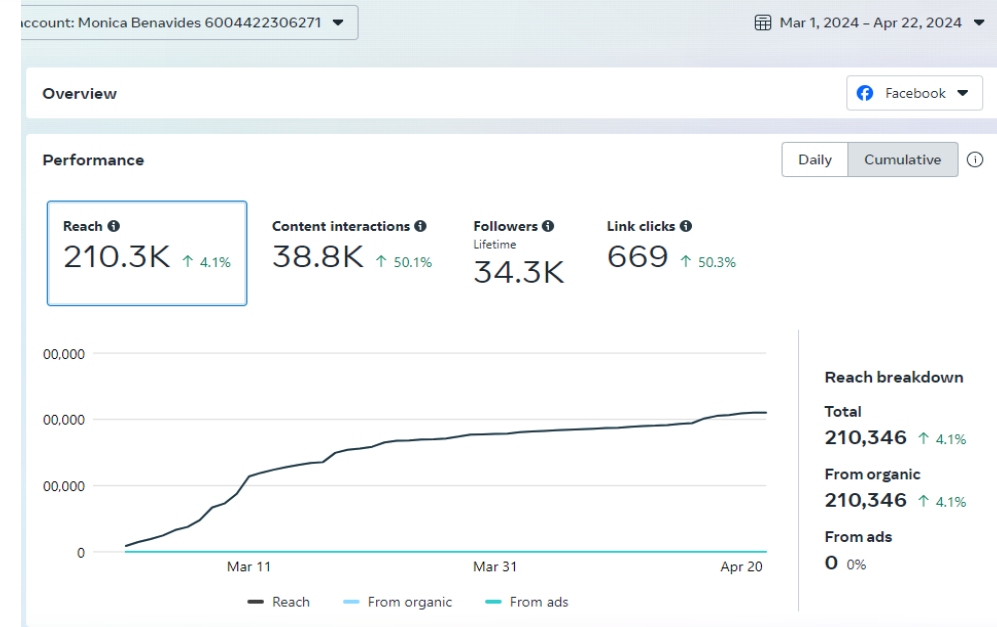 ccount: Monica Benavides 6004422306271
Mar 1, 2024 – Apr 22, 2024
Overview
Facebook
Performance
Daily Cumulative
Reach Content interactions Followers Link clicks
Lifetime
210.3K ↑ 4.1% 38.8K ↑ 50.1% 34.3K 669 ↑ 50.3%
00,000
00,000
00,000
0
Mar 11 Mar 31 Apr 20
Reach From organic From ads
Reach breakdown
Total
210,346 ↑ 4.1%
From organic
210,346 ↑ 4.1%
From ads
0 0%